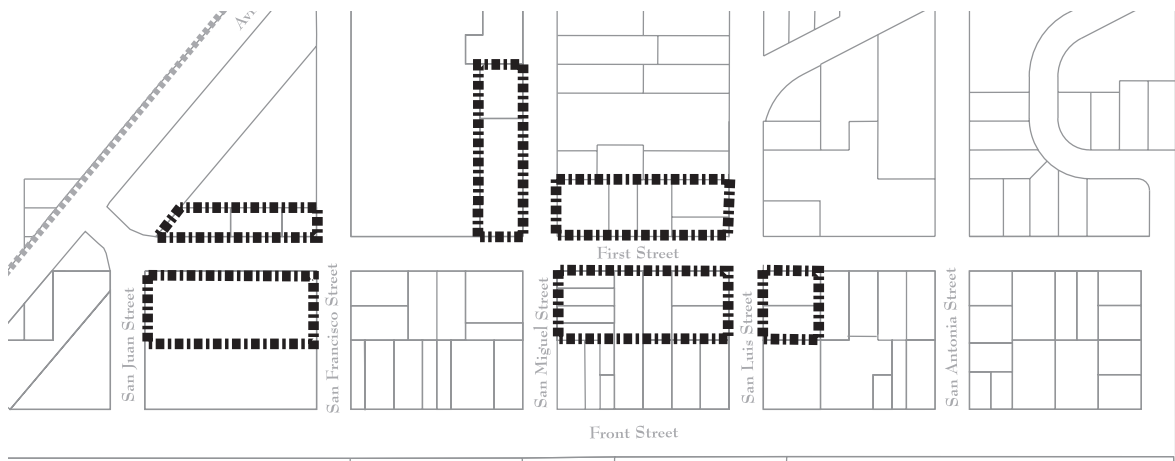 First Street
San Juan Street
San Francisco Street
San Miguel Street
San Luis Street
San Antonia Street
Front Street